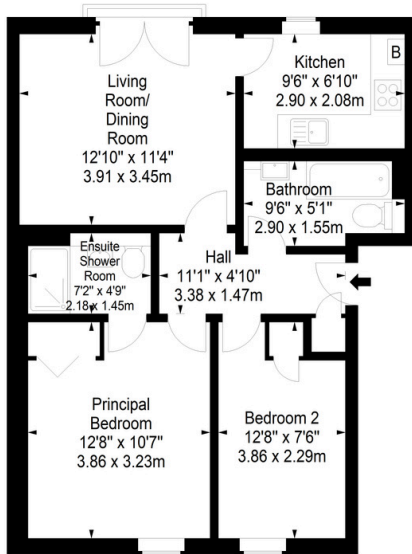 Living
Room/
Dining
Room
12'10" x 11'4"
3.91 x 3.45m
Kitchen
9'6" x 6'10"
2.90 x 2.08m
B
Bathroom
9'6" x 5'1"
2.90 x 1.55m
Ensuite
Shower
Room
7'2" x 4'9"
2.18 x 1.45m
Hall
11'1" x 4'10"
3.38 x 1.47m
Principal
Bedroom
12'8" x 10'7"
3.86 x 3.23m
Bedroom 2
12'8" x 7'6"
3.86 x 2.29m